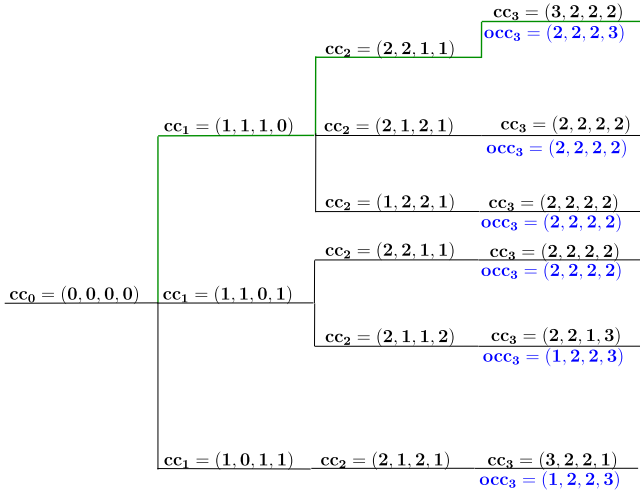 cc₃ = (3, 2, 2, 2)
occ₃ = (2, 2, 2, 3)
cc₂ = (2, 2, 1, 1)
cc₁ = (1, 1, 1, 0)
cc₂ = (2, 1, 2, 1)
cc₃ = (2, 2, 2, 2)
occ₃ = (2, 2, 2, 2)
cc₂ = (1, 2, 2, 1)
cc₃ = (2, 2, 2, 2)
occ₃ = (2, 2, 2, 2)
cc₂ = (2, 2, 1, 1)
cc₃ = (2, 2, 2, 2)
occ₃ = (2, 2, 2, 2)
cc₀ = (0, 0, 0, 0)
cc₁ = (1, 1, 0, 1)
cc₂ = (2, 1, 1, 2)
cc₃ = (2, 2, 1, 3)
occ₃ = (1, 2, 2, 3)
cc₁ = (1, 0, 1, 1)
cc₂ = (2, 1, 2, 1)
cc₃ = (3, 2, 2, 1)
occ₃ = (1, 2, 2, 3)